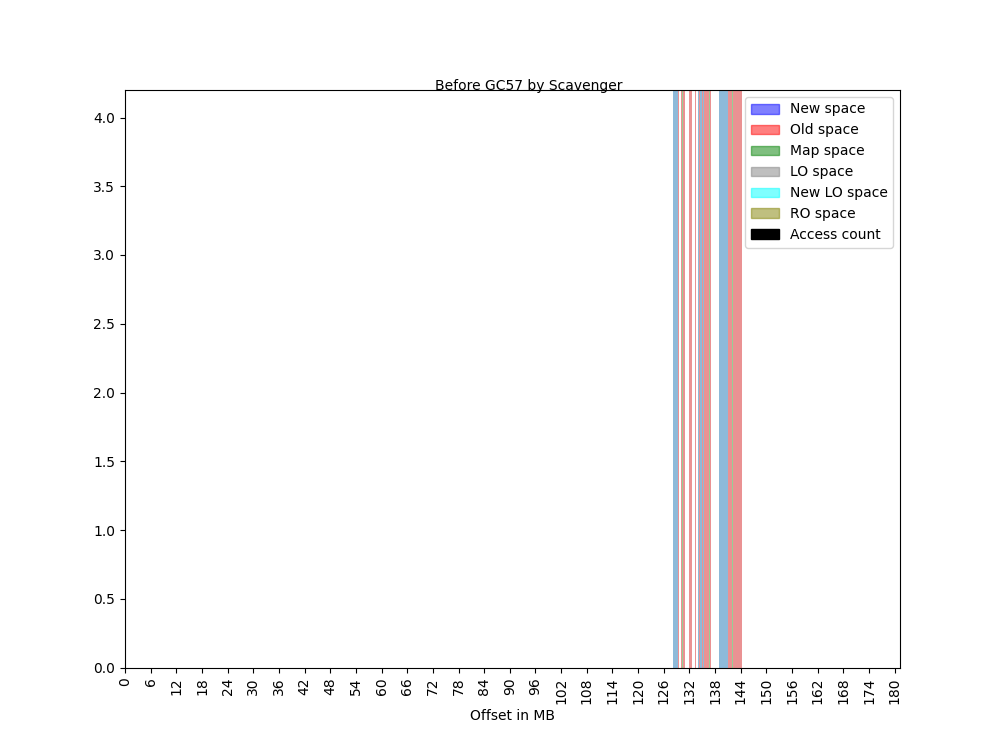 Before GC57 by Scavenger
4.0
3.5
3.0
2.5
2.0
1.5
1.0
0.5
0.0
New space
Old space
Map space
LO space
New LO space
RO space
Access count
0 6 12 18 24 30 36 42 48 54 60 66 72 78 84 90 96 102 108 114 120 126 132 138 144 150 156 162 168 174 180
Offset in MB